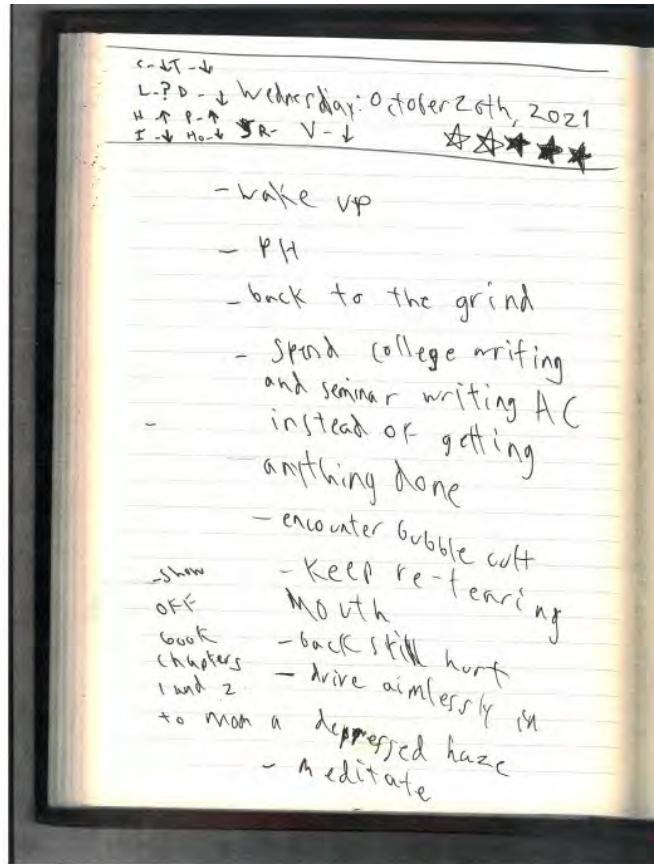 C-↓T-↓
L-? D-↓ Wednesday: October 20th, 2021
H-↑ P-↑
I-↓ Mo-↓ R- V-↓ ☆☆★★★
-wake up
- PH
- back to the grind
- spend college writing
and seminar writing AC
instead of getting
-
anything done
- encounter bubble cult
- Keep re-tearing
mouth
- back still hurt
- drive aimlessly in
a depressed haze
- meditate
-show
off
book
chapters
1 and 2
to mom